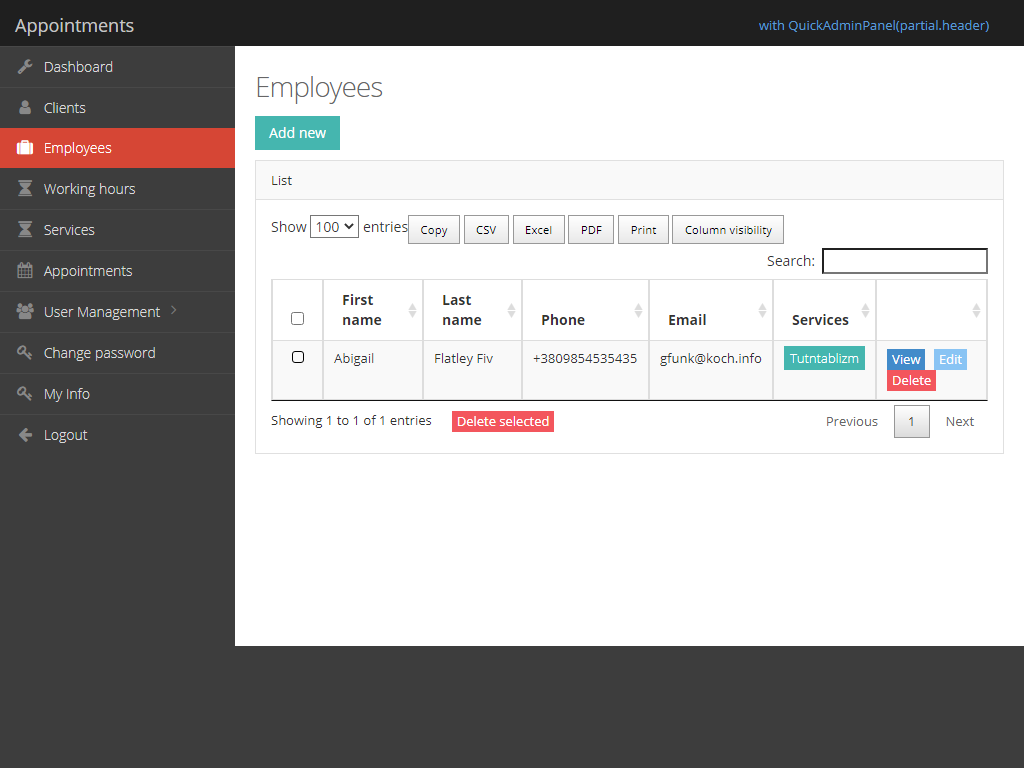 Appointments
with QuickAdminPanel(partial.header)
Dashboard
Clients
Employees
Working hours
Services
Appointments
User Management
Change password
My Info
Logout
Employees
Add new
List
Show 100 entries Copy CSV Excel PDF Print Column visibility
Search:
First name Last name Phone Email Services
Abigail Flatley Fiv +3809854535435 gfunk@koch.info Tutntablizm View Edit
Delete
Showing 1 to 1 of 1 entries Delete selected Previous 1 Next